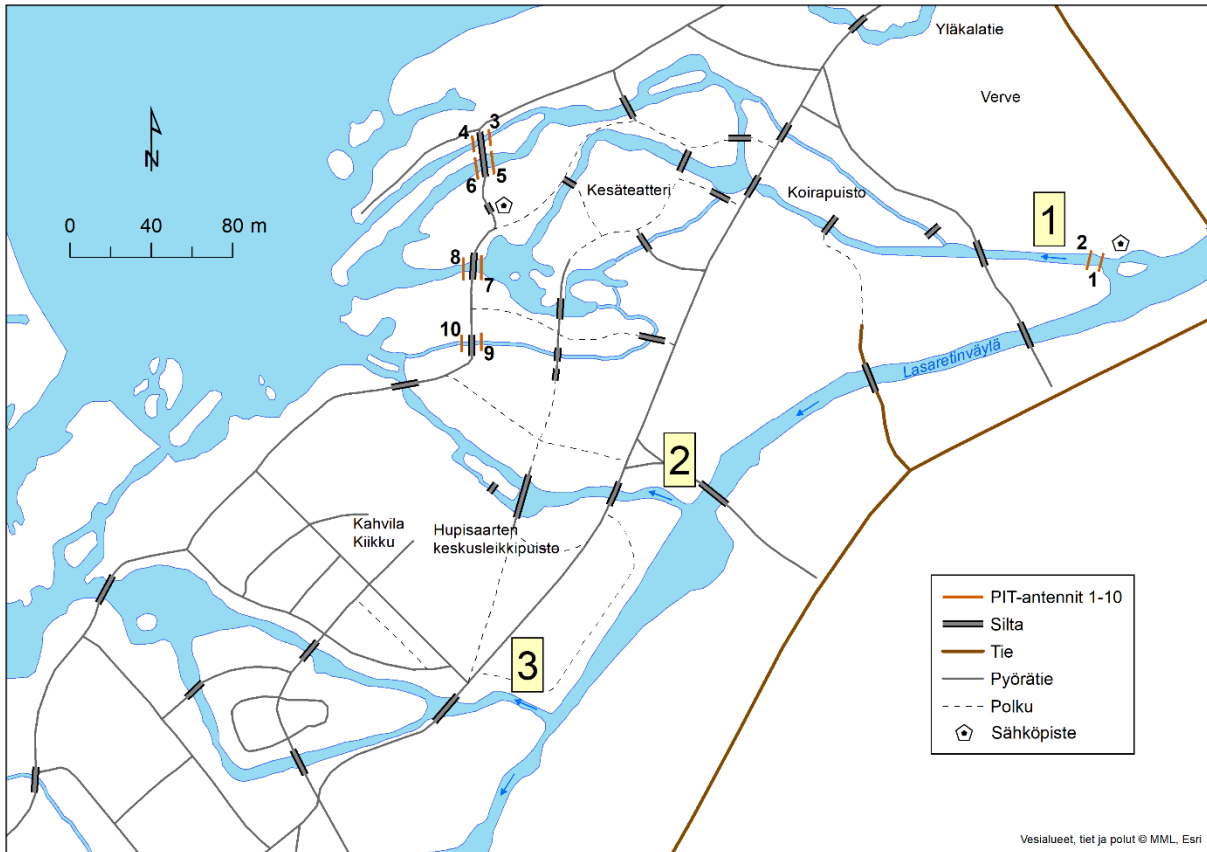 Yläkalatie
Verve
3
4
N
5
6
Kesäteatteri
Koirapuisto
0 40 80 m
1
2
1
8
7
10
9
Lasaretinväylä
2
Kahvila
Kiikku
Hupisaarten
keskusleikkipuisto
3
PIT-antennit 1-10
Silta
Tie
Pyörätie
Polku
Sähköpiste
Vesialueet, tiet ja polut © MML, Esri